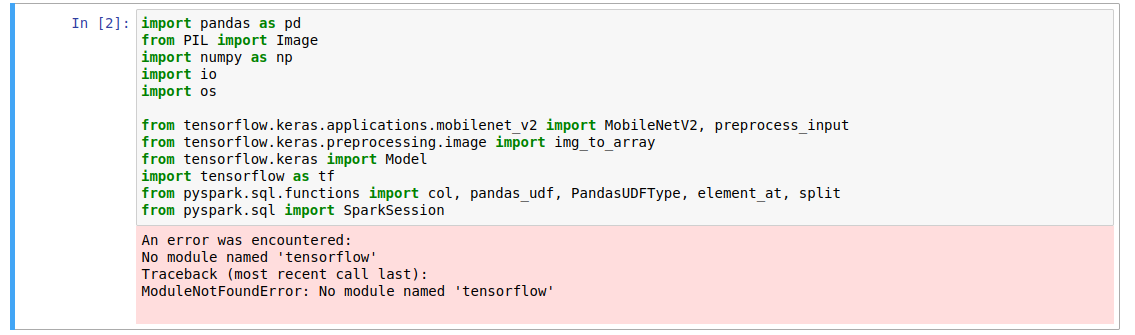 In [2]: import pandas as pd
from PIL import Image
import numpy as np
import io
import os
from tensorflow.keras.applications.mobilenet_v2 import MobileNetV2, preprocess_input
from tensorflow.keras.preprocessing.image import img_to_array
from tensorflow.keras import Model
import tensorflow as tf
from pyspark.sql.functions import col, pandas_udf, PandasUDFType, element_at, split
from pyspark.sql import SparkSession
An error was encountered:
No module named 'tensorflow'
Traceback (most recent call last):
ModuleNotFoundError: No module named 'tensorflow'